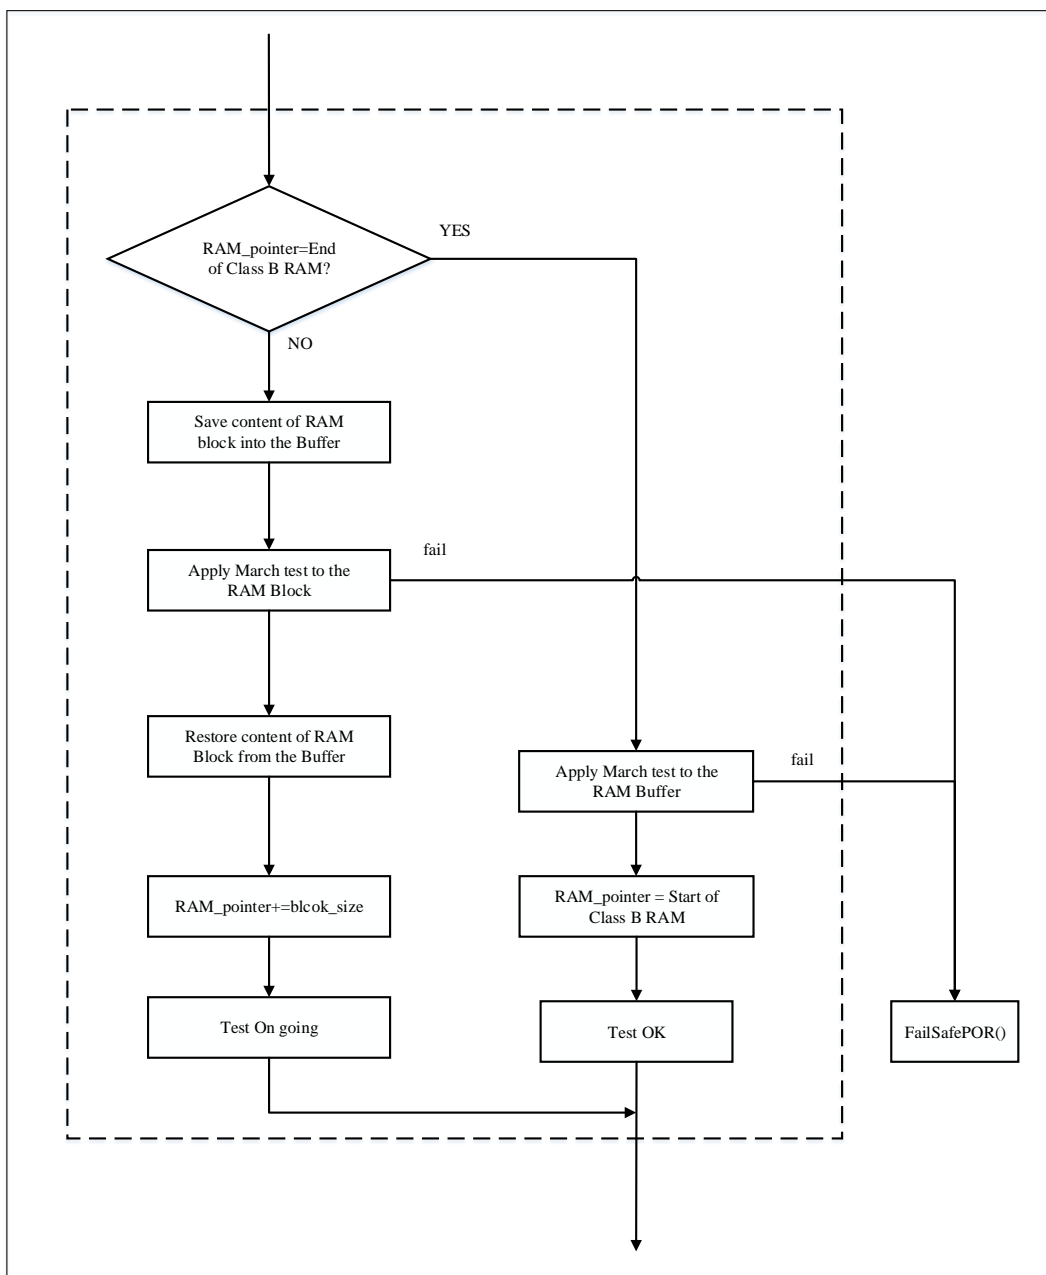 YES
RAM_pointer=End
of Class B RAM?
NO
Save content of RAM
block into the Buffer
fail
Apply March test to the
RAM Block
Restore content of RAM
Block from the Buffer
fail
Apply March test to the
RAM Buffer
RAM_pointer+=blcok_size
RAM_pointer = Start of
Class B RAM
Test On going
Test OK
FailSafePOR()